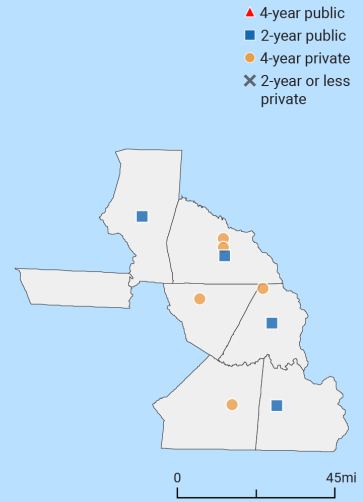 4-year public
2-year public
4-year private
2-year or less
private
0
45mi